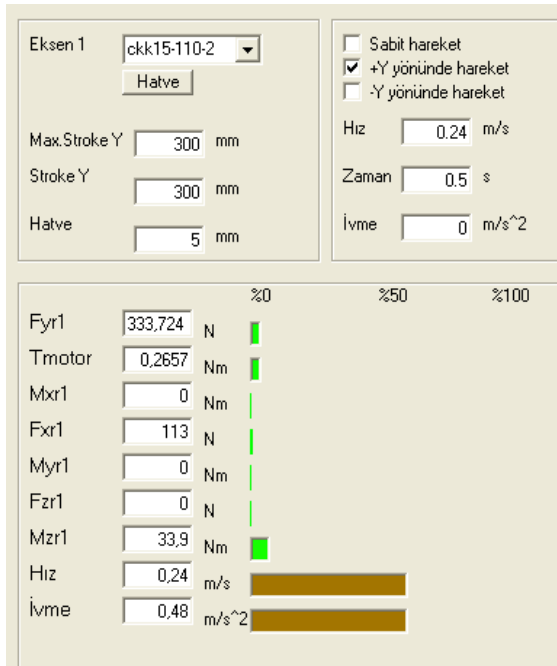 Eksen 1 ckk15-110-2
Hatve
Max.Stroke Y 300 mm
Stroke Y 300 mm
Hatve 5 mm
Sabit hareket
+Y yönünde hareket
-Y yönünde hareket
Hız 0.24 m/s
Zaman 0.5 s
İvme 0 m/s^2
%0 %50 %100
Fyr1 333,724 N
Tmotor 0,2657 Nm
Mxr1 0 Nm
Fxr1 113 N
Myr1 0 Nm
Fzr1 0 N
Mzr1 33,9 Nm
Hız 0,24 m/s
İvme 0,48 m/s^2